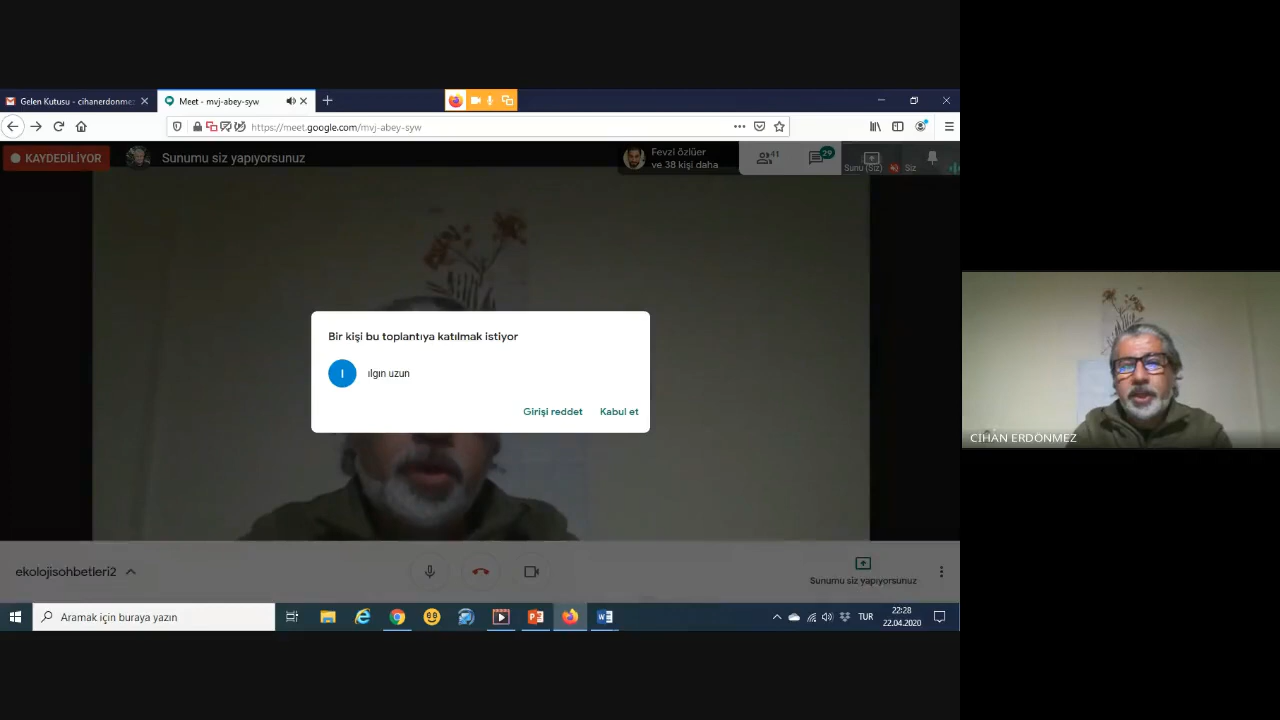 Gelen Kutusu - cihanerdonmez
Meet - mvj-abey-syw
https://meet.google.com/mvj-abey-syw
KAYDEDİLİYOR
Sunumu siz yapıyorsunuz
Fevzi özlüer
ve 38 kişi daha
41
29
Sunu (Siz)
Siz
Bir kişi bu toplantıya katılmak istiyor
I
ılgın uzun
Girişi reddet
Kabul et
CİHAN ERDÖNMEZ
ekolojisohbetleri2
Sunumu siz yapıyorsunuz
Aramak için buraya yazın
TUR
22:28
22.04.2020